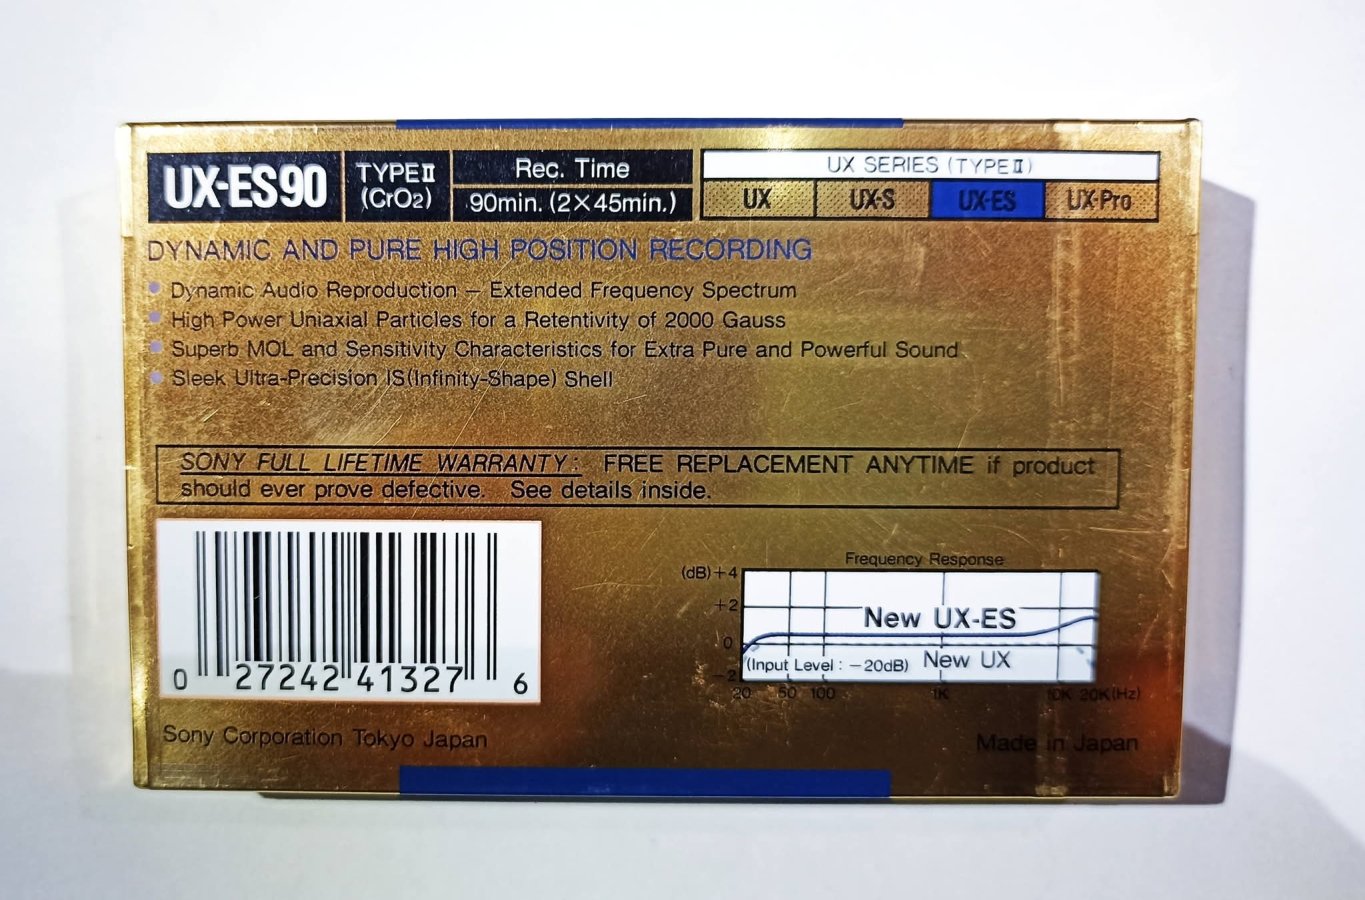 UX-ES90
TYPE II
(CrO2)
Rec. Time
90min. (2×45min.)
UX SERIES (TYPE II)
UX UX-S UX-ES UX-Pro
DYNAMIC AND PURE HIGH POSITION RECORDING
● Dynamic Audio Reproduction — Extended Frequency Spectrum
● High Power Uniaxial Particles for a Retentivity of 2000 Gauss
● Superb MOL and Sensitivity Characteristics for Extra Pure and Powerful Sound
● Sleek Ultra-Precision IS(Infinity-Shape) Shell
SONY FULL LIFETIME WARRANTY: FREE REPLACEMENT ANYTIME if product
should ever prove defective. See details inside.
0 27242 41327 6
Frequency Response
(dB)+4
+2
0
-2
New UX-ES
(Input Level : -20dB) New UX
20 50 100 1K 10K 20K(Hz)
Sony Corporation Tokyo Japan
Made in Japan